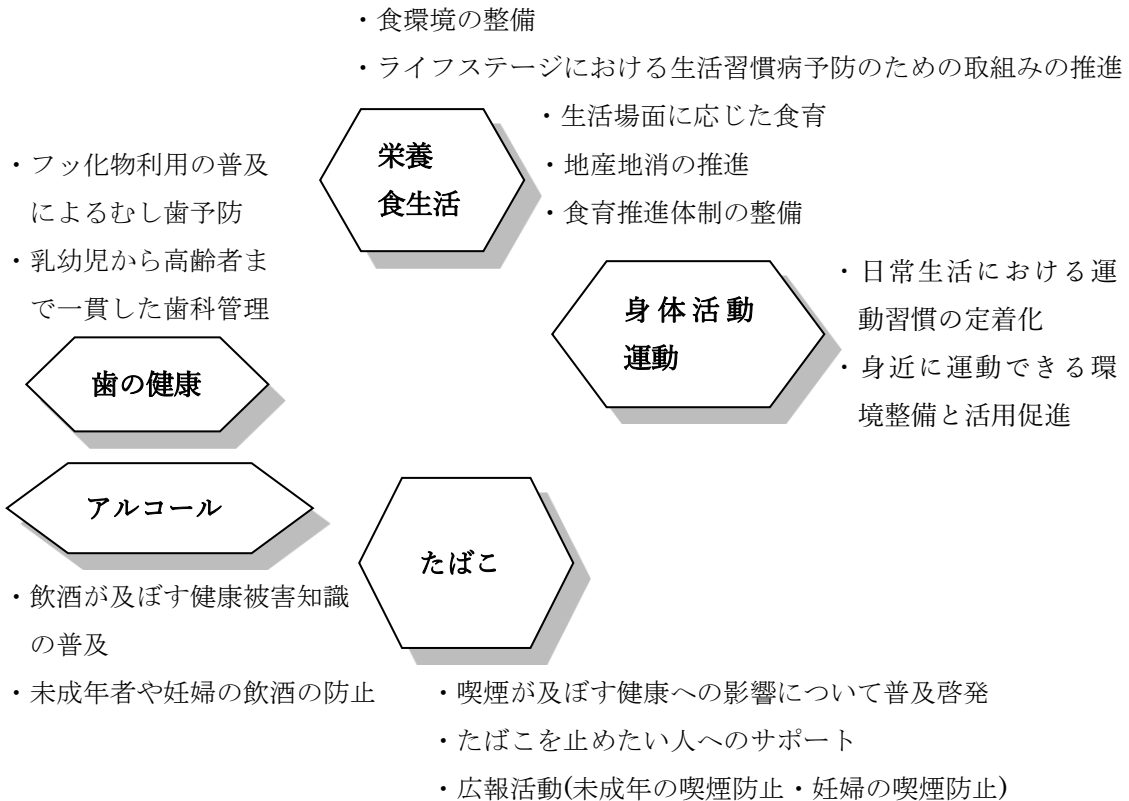 ・食環境の整備
・ライフステージにおける生活習慣病予防のための取組みの推進
・生活場面に応じた食育
・地産地消の推進
・食育推進体制の整備
栄養
食生活
・フッ化物利用の普及
によるむし歯予防
・乳幼児から高齢者ま
で一貫した歯科管理
歯の健康
身体活動
運動
・日常生活における運
動習慣の定着化
・身近に運動できる環
境整備と活用促進
アルコール
・飲酒が及ぼす健康被害知識
の普及
・未成年者や妊婦の飲酒の防止
たばこ
・喫煙が及ぼす健康への影響について普及啓発
・たばこを止めたい人へのサポート
・広報活動(未成年の喫煙防止・妊婦の喫煙防止)